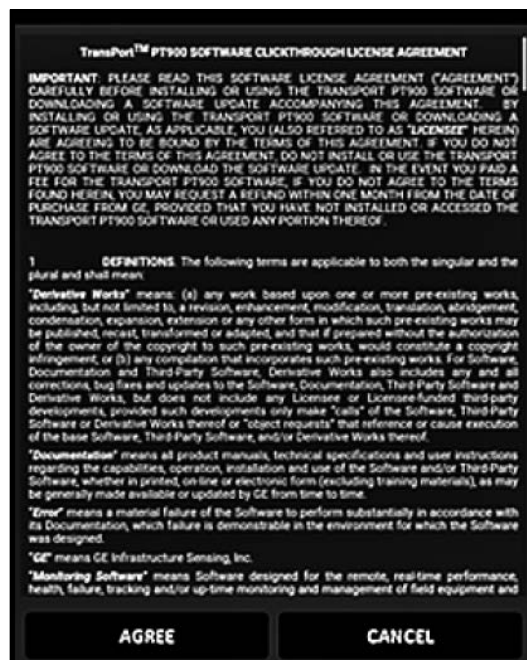 TransPort™ PT900 SOFTWARE CLICKTHROUGH LICENSE AGREEMENT
IMPORTANT: PLEASE READ THIS SOFTWARE LICENSE AGREEMENT ("AGREEMENT")
CAREFULLY BEFORE INSTALLING OR USING THE TRANSPORT PT900 SOFTWARE OR
DOWNLOADING A SOFTWARE UPDATE ACCOMPANYING THIS AGREEMENT. BY
INSTALLING OR USING THE TRANSPORT PT900 SOFTWARE OR DOWNLOADING A
SOFTWARE UPDATE, AS APPLICABLE, YOU (ALSO REFERRED TO AS "LICENSEE" HEREIN)
ARE AGREEING TO BE BOUND BY THE TERMS OF THIS AGREEMENT. IF YOU DO NOT
AGREE TO THE TERMS OF THIS AGREEMENT, DO NOT INSTALL OR USE THE TRANSPORT
PT900 SOFTWARE OR DOWNLOAD THE SOFTWARE UPDATE. IN THE EVENT YOU PAID A
FEE FOR THE TRANSPORT PT900 SOFTWARE, IF YOU DO NOT AGREE TO THE TERMS
FOUND HEREIN, YOU MAY REQUEST A REFUND WITHIN ONE MONTH FROM THE DATE OF
PURCHASE FROM GE, PROVIDED THAT YOU HAVE NOT INSTALLED OR ACCESSED THE
TRANSPORT PT900 SOFTWARE OR USED ANY PORTION THEREOF.
1 DEFINITIONS. The following terms are applicable to both the singular and the
plural and shall mean:
"Derivative Works" means: (a) any work based upon one or more pre-existing works,
including, but not limited to, a revision, enhancement, modification, translation, abridgement,
condensation, expansion, extension or any other form in which such pre-existing works may
be published, recast, transformed or adapted, and that if prepared without the authorization
of the owner of the copyright to such pre-existing works, would constitute a copyright
infringement; or (b) any compilation that incorporates such pre-existing works. For Software,
Documentation and Third-Party Software, Derivative Works also includes any and all
corrections, bug fixes and updates to the Software, Documentation, Third-Party Software and
Derivative Works, but does not include any Licensee or Licensee-funded third-party
developments, provided such developments only make "calls" of the Software, Third-Party
Software or Derivative Works thereof or "object requests" that reference or cause execution
of the base Software, Third-Party Software, and/or Derivative Works thereof.
"Documentation" means all product manuals, technical specifications and user instructions
regarding the capabilities, operation, installation and use of the Software and/or Third-Party
Software, whether in printed, on-line or electronic form (excluding training materials), as may
be generally made available or updated by GE from time to time.
"Error" means a material failure of the Software to perform substantially in accordance with
its Documentation, which failure is demonstrable in the environment for which the Software
was designed.
"GE" means GE Infrastructure Sensing, Inc.
"Monitoring Software" means Software designed for the remote, real-time performance,
health, failure, tracking and/or up-time monitoring and management of field equipment and
AGREE
CANCEL